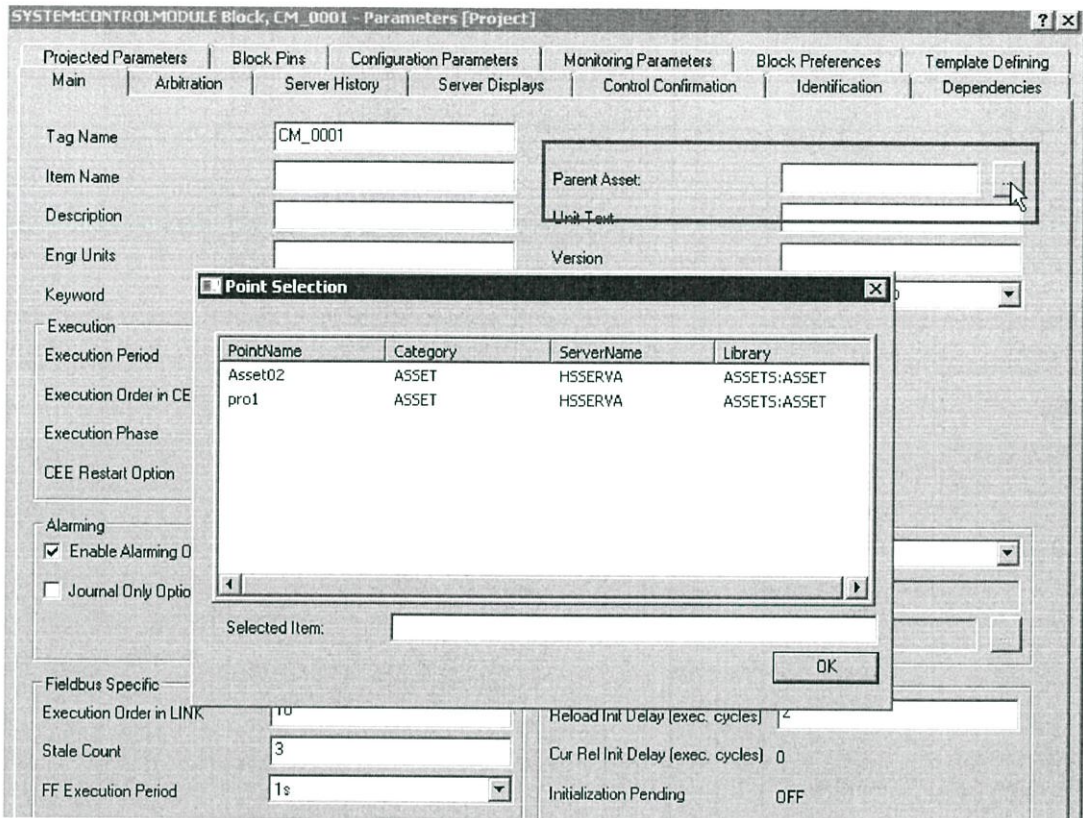 SYSTEM:CONTROLMODULE Block, CM_0001 - Parameters [Project]
Projected Parameters Block Pins Configuration Parameters Monitoring Parameters Block Preferences Template Defining
Main Arbitration Server History Server Displays Control Confirmation Identification Dependencies
Tag Name CM_0001
Item Name Parent Asset: ...
Description Unit Text
Engr Units Version
Keyword
Point Selection
Execution
Execution Period
Execution Order in CE
Execution Phase
CEE Restart Option
PointName Category ServerName Library
Asset02 ASSET HSSERVA ASSETS:ASSET
pro1 ASSET HSSERVA ASSETS:ASSET
Alarming
Enable Alarming O
Journal Only Optio
Selected Item:
OK
Fieldbus Specific
Execution Order in LINK 10 Reload Init Delay (exec. cycles) 2
Stale Count 3 Cur Rel Init Delay (exec. cycles) 0
FF Execution Period 1s Initialization Pending OFF